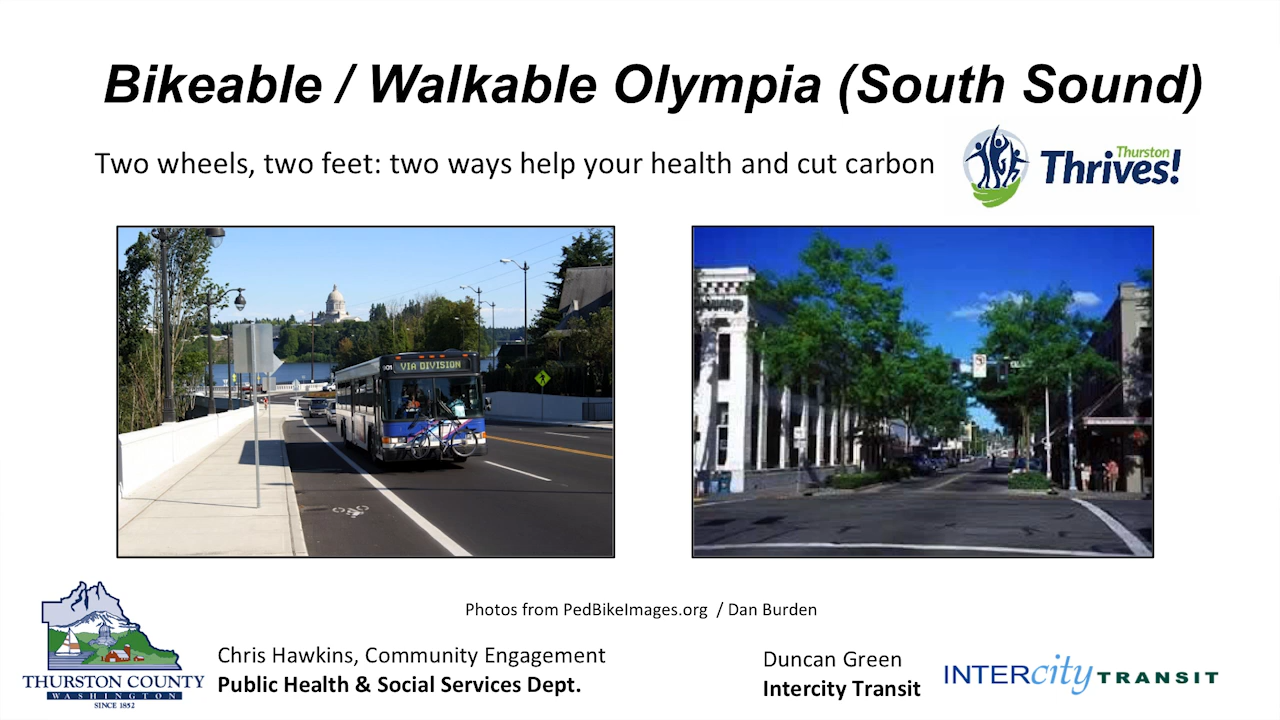 Bikeable / Walkable Olympia (South Sound)
Two wheels, two feet: two ways help your health and cut carbon
Thurston
Thrives!
601 VIA DIVISION
Photos from PedBikeImages.org / Dan Burden
Chris Hawkins, Community Engagement
Public Health & Social Services Dept.
Duncan Green
Intercity Transit
THURSTON COUNTY
WASHINGTON
SINCE 1852
INTERcity TRANSIT